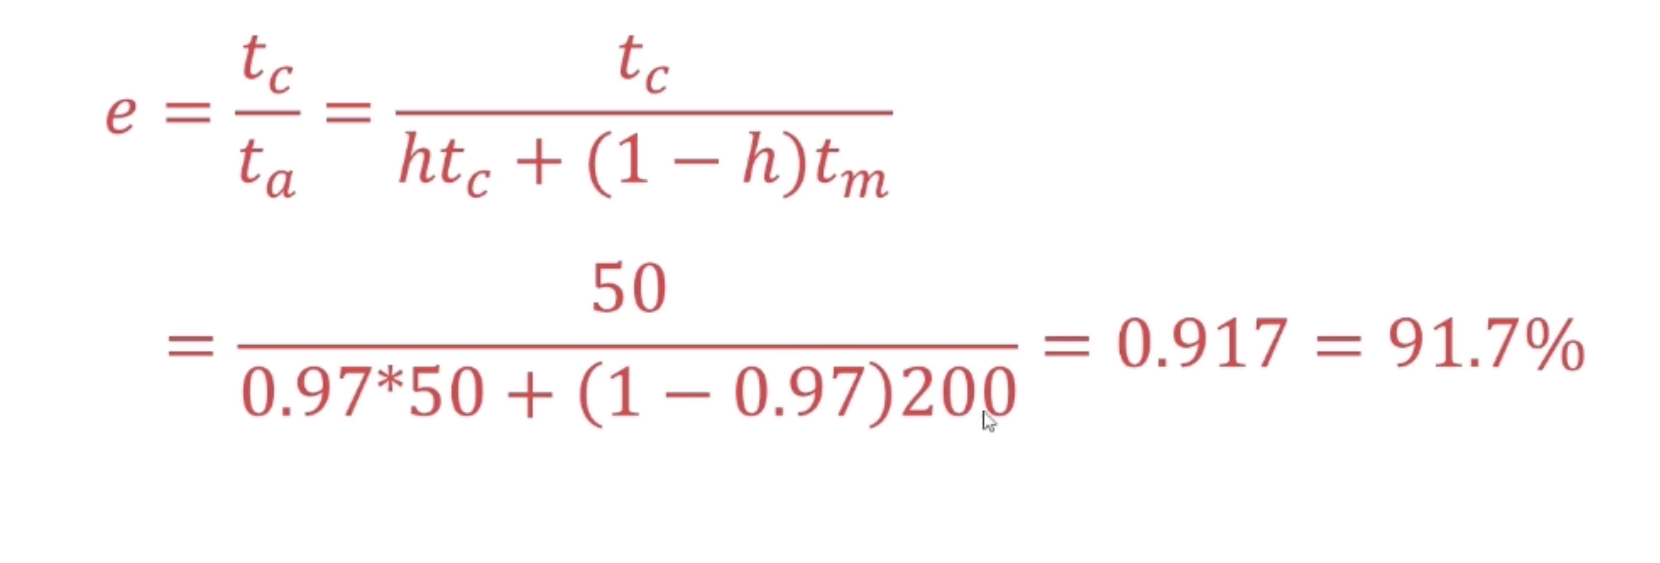 e = t_c / t_a = t_c / (ht_c + (1 − h)t_m)
= 50 / (0.97*50 + (1 − 0.97)200) = 0.917 = 91.7%